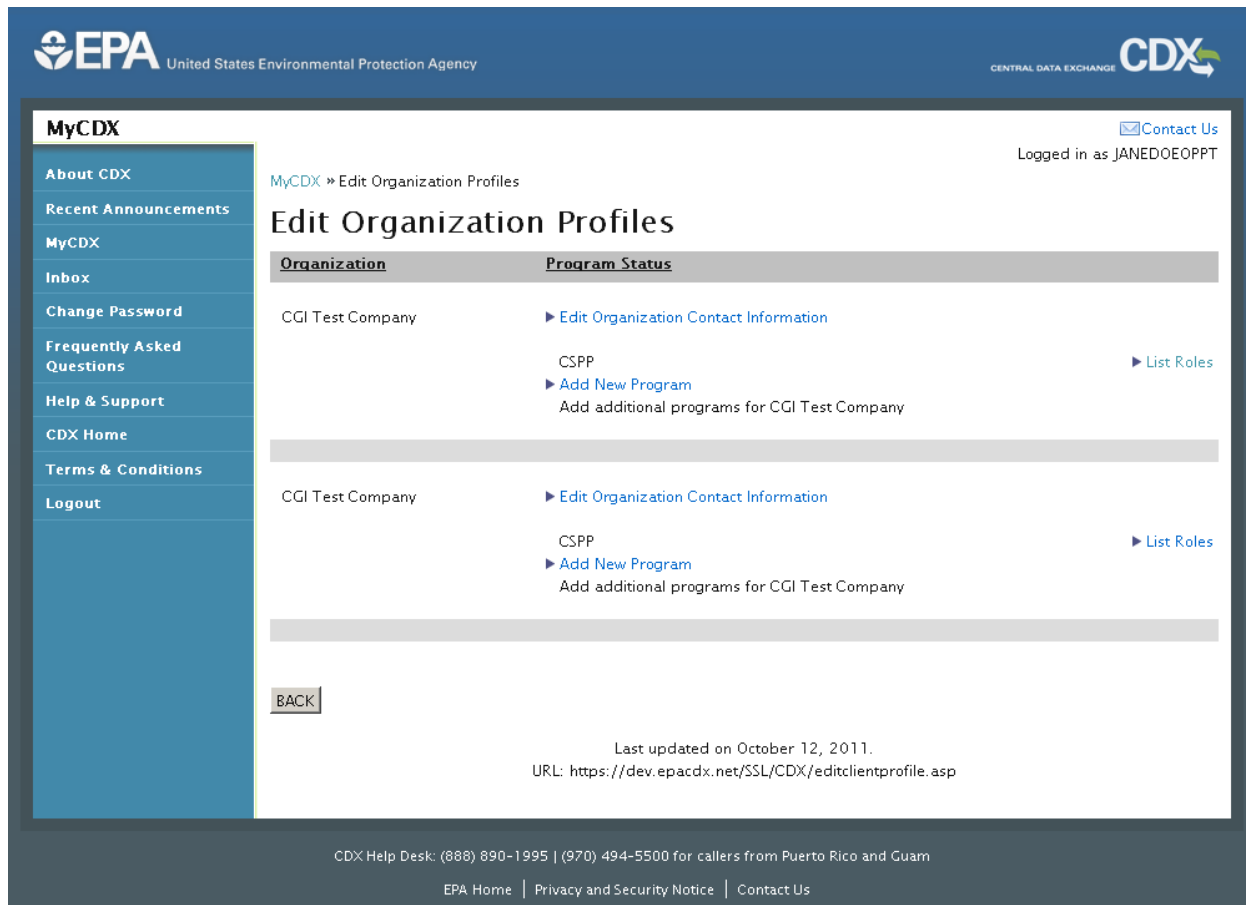 EPA United States Environmental Protection Agency
CENTRAL DATA EXCHANGE CDX
MyCDX
Contact Us
Logged in as JANEDOEOPPT
About CDX
Recent Announcements
MyCDX
Inbox
Change Password
Frequently Asked
Questions
Help & Support
CDX Home
Terms & Conditions
Logout
MyCDX » Edit Organization Profiles
Edit Organization Profiles
Organization Program Status
CGI Test Company Edit Organization Contact Information
CSPP List Roles
Add New Program
Add additional programs for CGI Test Company
CGI Test Company Edit Organization Contact Information
CSPP List Roles
Add New Program
Add additional programs for CGI Test Company
BACK
Last updated on October 12, 2011.
URL: https://dev.epacdx.net/SSL/CDX/editclientprofile.asp
CDX Help Desk: (888) 890-1995 | (970) 494-5500 for callers from Puerto Rico and Guam
EPA Home | Privacy and Security Notice | Contact Us